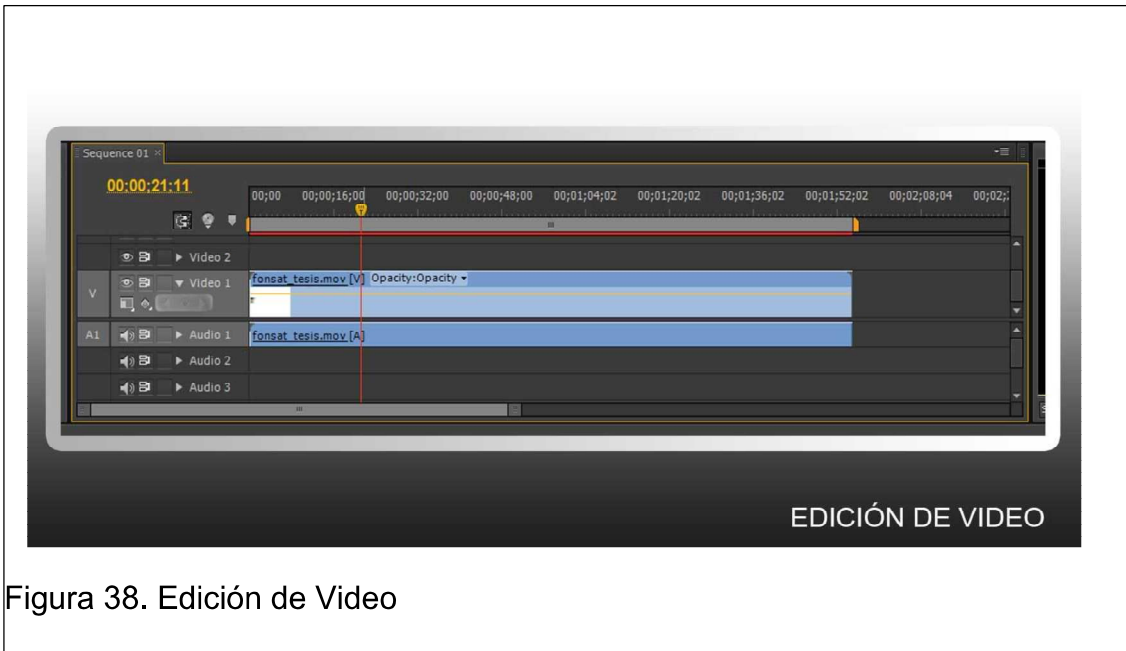 Sequence 01
00;00;21;11
00;00 00;00;16;00 00;00;32;00 00;00;48;00 00;01;04;02 00;01;20;02 00;01;36;02 00;01;52;02 00;02;08;04 00;02;
Video 2
fonsat_tesis.mov [V] Opacity:Opacity
V Video 1
A1 Audio 1 fonsat_tesis.mov [A]
Audio 2
Audio 3
EDICIÓN DE VIDEO
Figura 38. Edición de Video